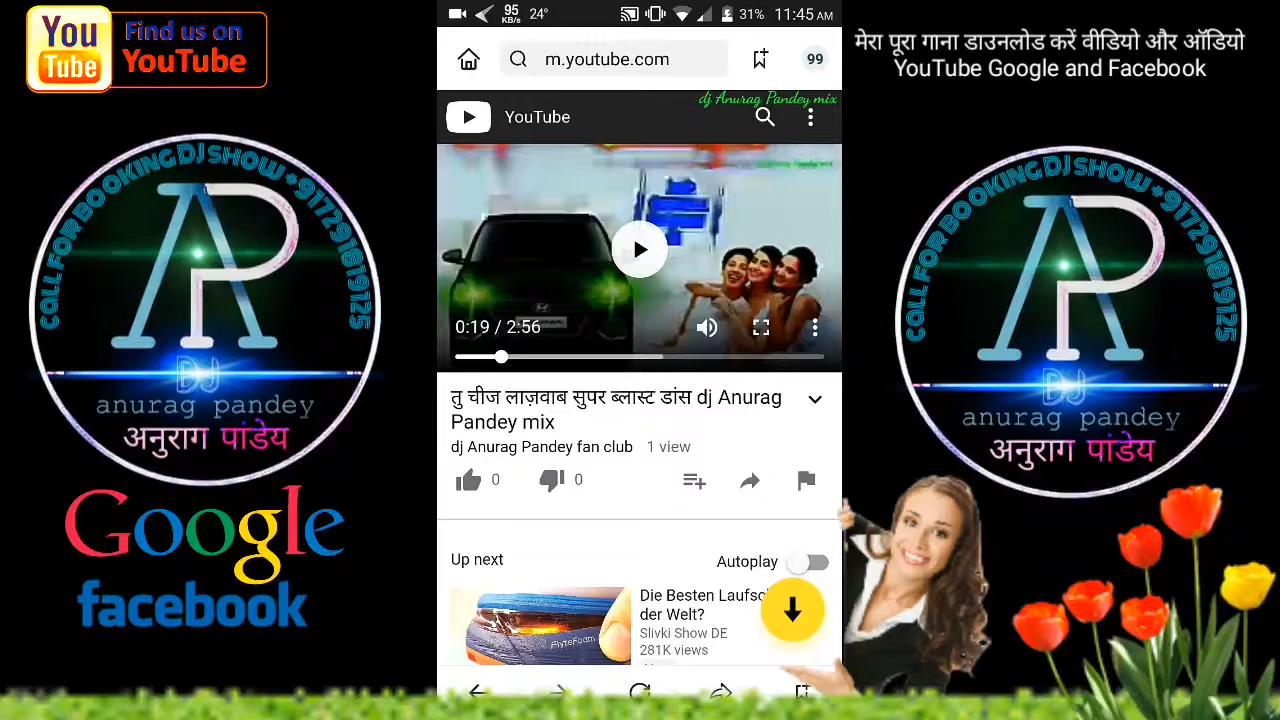 You
Tube
Find us on
YouTube
CALL FOR BOOKING DJ SHOW +917291819125
DJ
anurag pandey
अनुराग पांडेय
Google
facebook
95
KB/s
24°
31%
11:45 AM
m.youtube.com
99
dj Anurag Pandey mix
YouTube
0:19 / 2:56
तु चीज लाज़वाब सुपर ब्लास्ट डांस dj Anurag
Pandey mix
dj Anurag Pandey fan club 1 view
0
0
Up next
Autoplay
Die Besten Laufsc
der Welt?
Slivki Show DE
281K views
FlyteFoam
मेरा पूरा गाना डाउनलोड करें वीडियो और ऑडियो
YouTube Google and Facebook
CALL FOR BOOKING DJ SHOW +917291819125
DJ
anurag pandey
अनुराग पांडेय